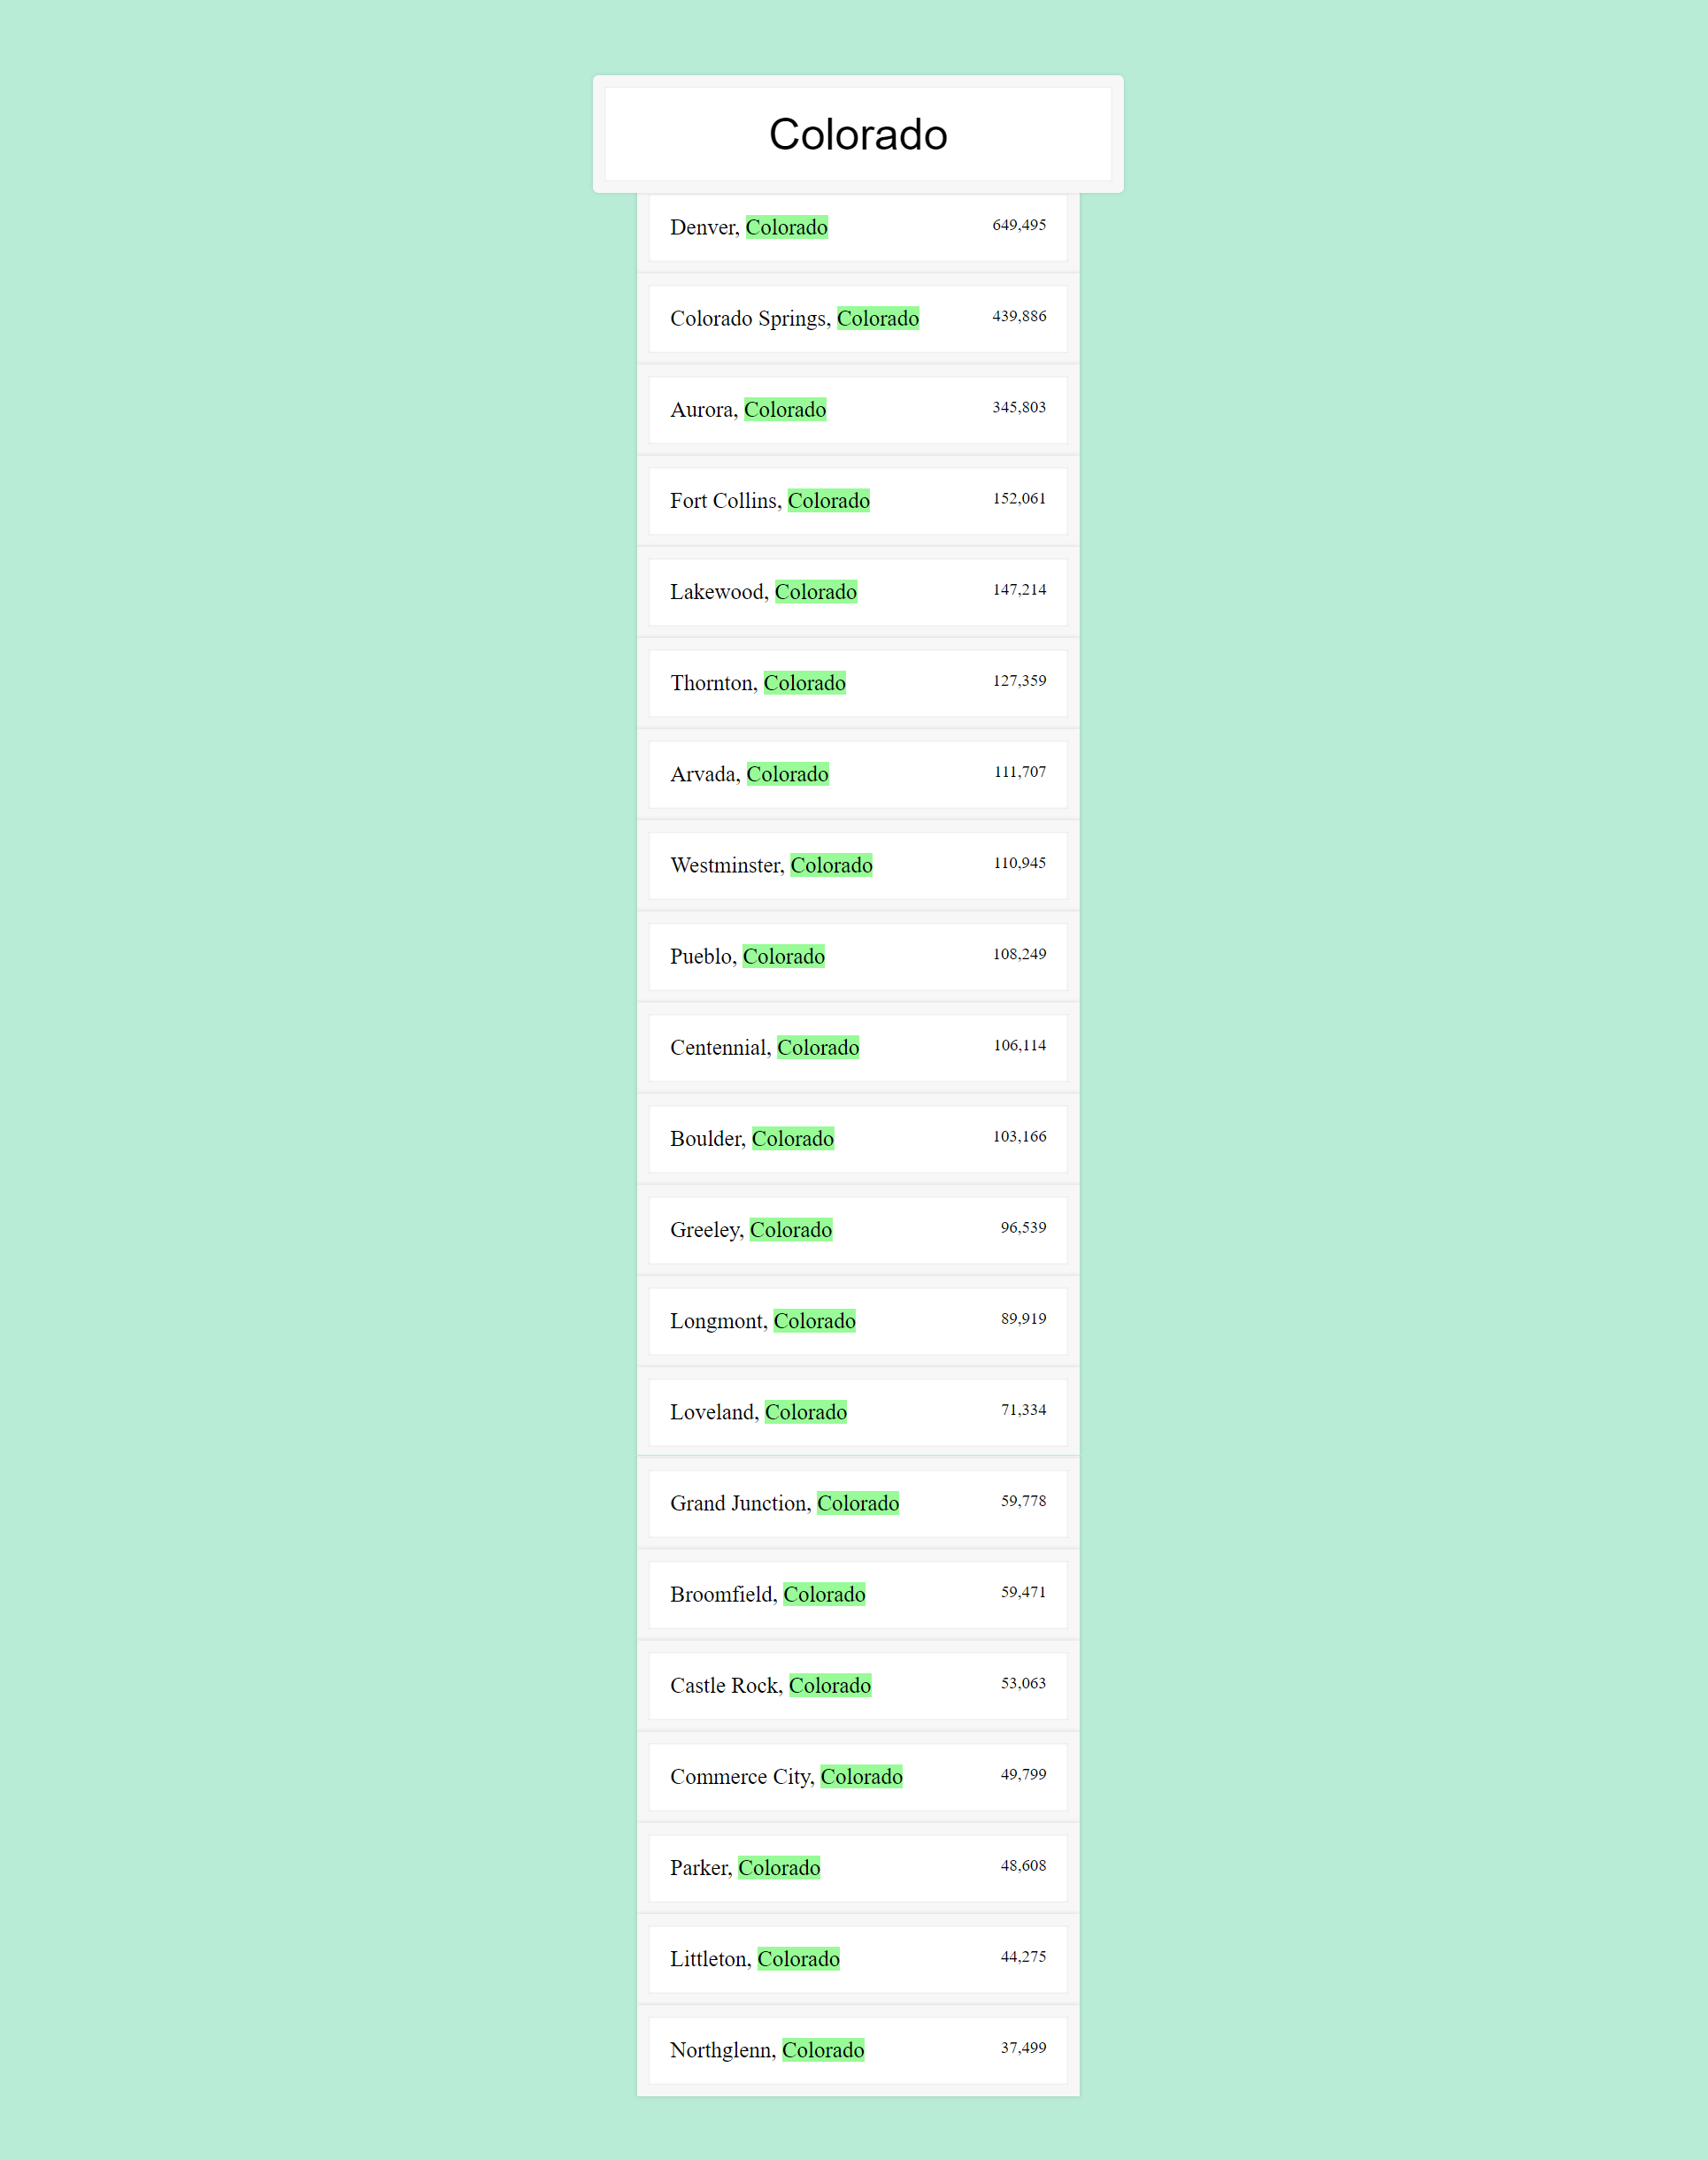 Colorado
Denver, Colorado 649,495
Colorado Springs, Colorado 439,886
Aurora, Colorado 345,803
Fort Collins, Colorado 152,061
Lakewood, Colorado 147,214
Thornton, Colorado 127,359
Arvada, Colorado 111,707
Westminster, Colorado 110,945
Pueblo, Colorado 108,249
Centennial, Colorado 106,114
Boulder, Colorado 103,166
Greeley, Colorado 96,539
Longmont, Colorado 89,919
Loveland, Colorado 71,334
Grand Junction, Colorado 59,778
Broomfield, Colorado 59,471
Castle Rock, Colorado 53,063
Commerce City, Colorado 49,799
Parker, Colorado 48,608
Littleton, Colorado 44,275
Northglenn, Colorado 37,499